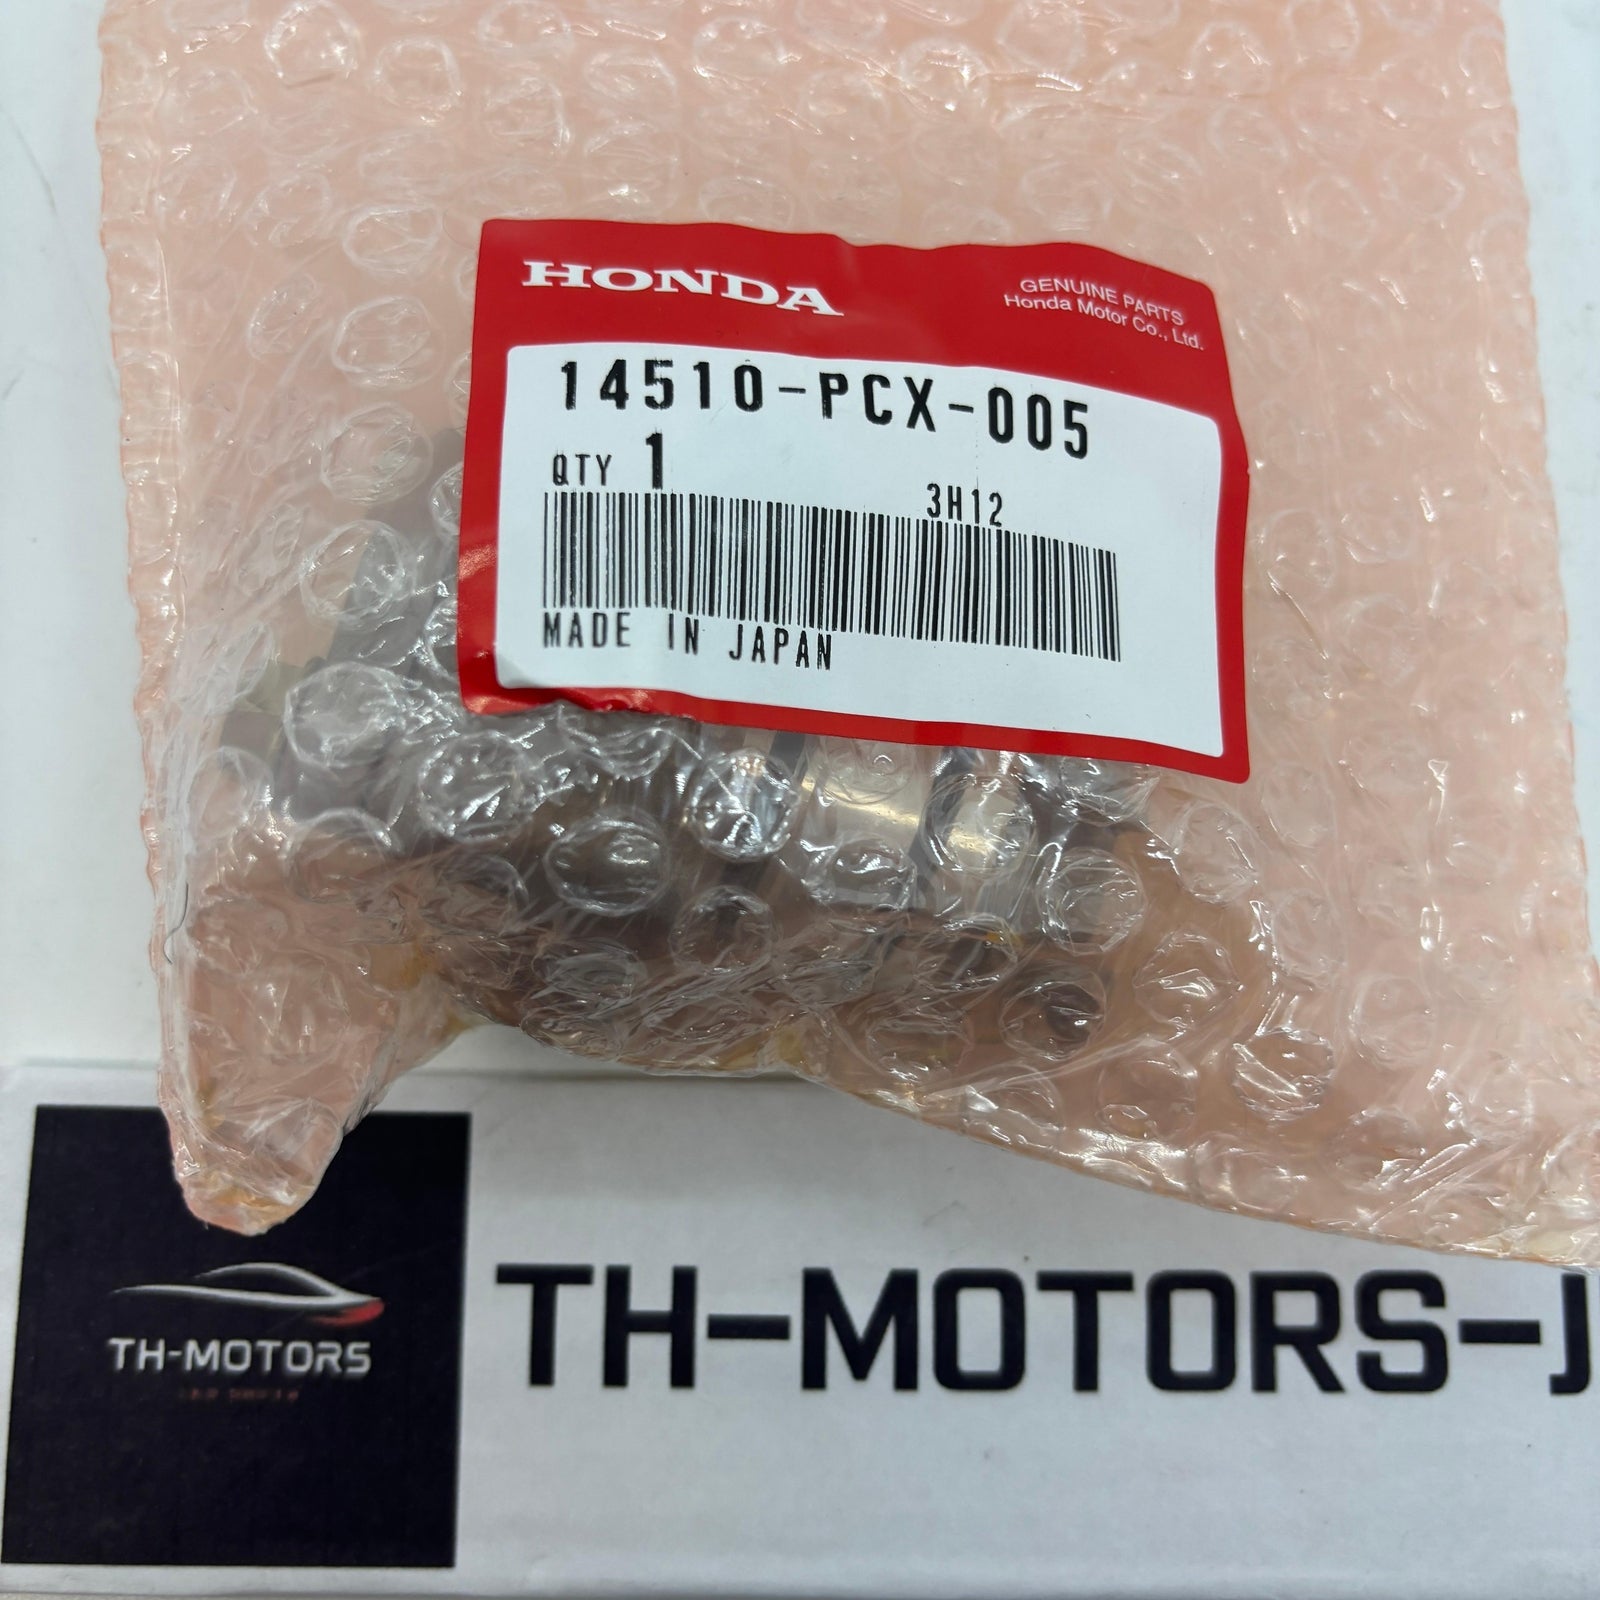 HONDA
GENUINE PARTS
Honda Motor Co., Ltd.
14510-PCX-005
QTY 1
3H12
MADE IN JAPAN
TH-MOTORS
TH-MOTORS-J